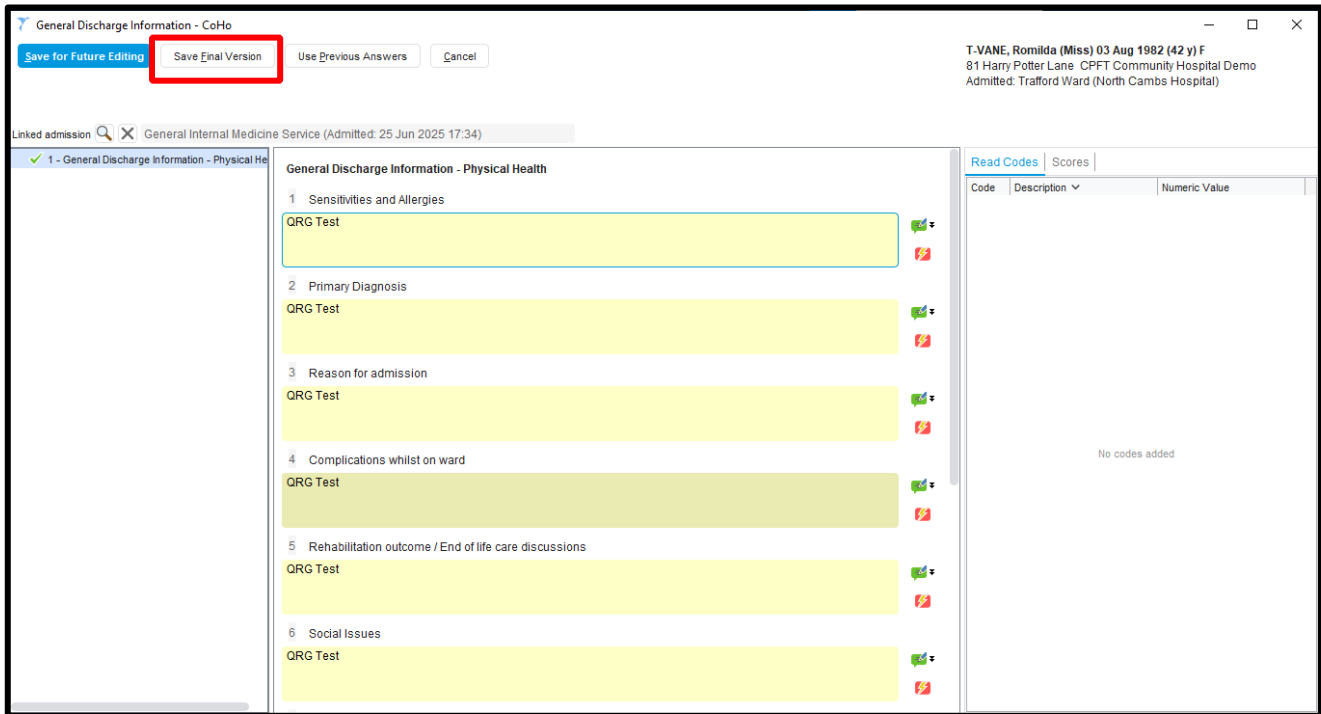 General Discharge Information - CoHo
Save for Future Editing
Save Final Version
Use Previous Answers
Cancel
T-VANE, Romilda (Miss) 03 Aug 1982 (42 y) F
81 Harry Potter Lane CPFT Community Hospital Demo
Admitted: Trafford Ward (North Cambs Hospital)
Linked admission
General Internal Medicine Service (Admitted: 25 Jun 2025 17:34)
1 - General Discharge Information - Physical He
General Discharge Information - Physical Health
1 Sensitivities and Allergies
QRG Test
2 Primary Diagnosis
QRG Test
3 Reason for admission
QRG Test
4 Complications whilst on ward
QRG Test
5 Rehabilitation outcome / End of life care discussions
QRG Test
6 Social Issues
QRG Test
Read Codes
Scores
Code Description Numeric Value
No codes added